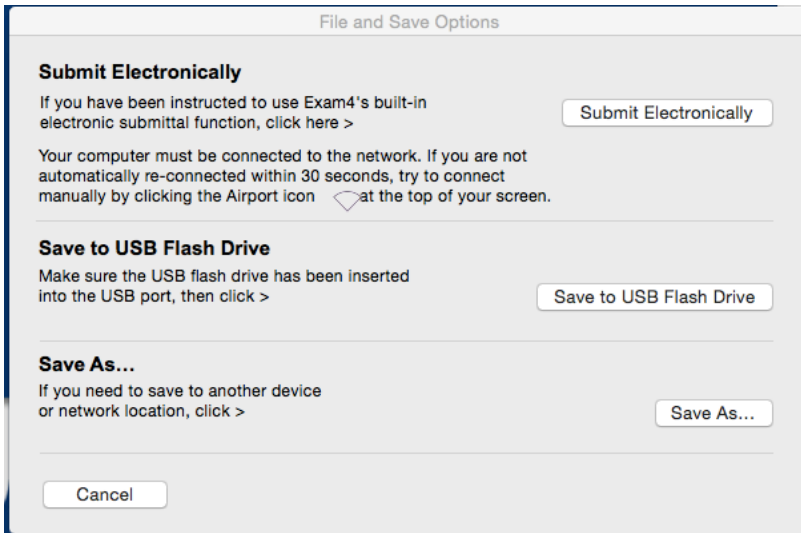 File and Save Options
Submit Electronically
If you have been instructed to use Exam4's built-in
electronic submittal function, click here >
Submit Electronically
Your computer must be connected to the network. If you are not
automatically re-connected within 30 seconds, try to connect
manually by clicking the Airport icon at the top of your screen.
Save to USB Flash Drive
Make sure the USB flash drive has been inserted
into the USB port, then click >
Save to USB Flash Drive
Save As...
If you need to save to another device
or network location, click >
Save As...
Cancel